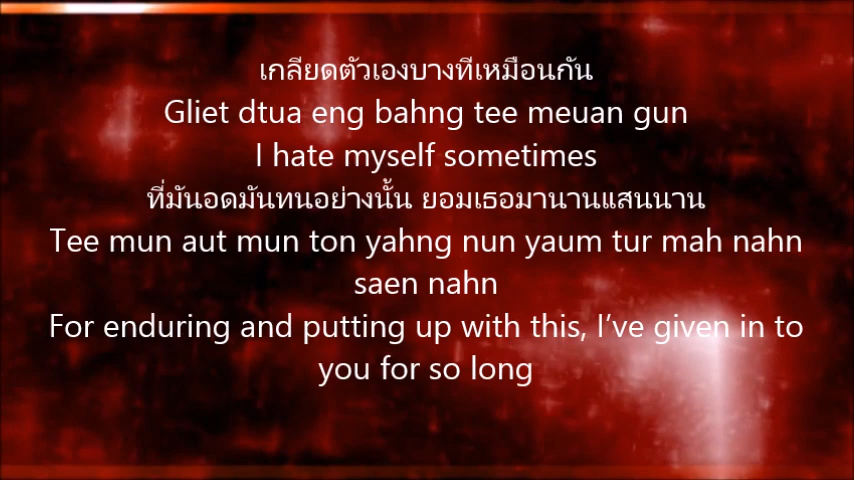 เกลียดตัวเองบางทีเหมือนกัน
Gliet dtua eng bahng tee meuan gun
I hate myself sometimes
ที่มันอดมันทนอย่างนั้น ยอมเธอมานานแสนนาน
Tee mun aut mun ton yahng nun yaum tur mah nahn
saen nahn
For enduring and putting up with this, I’ve given in to
you for so long